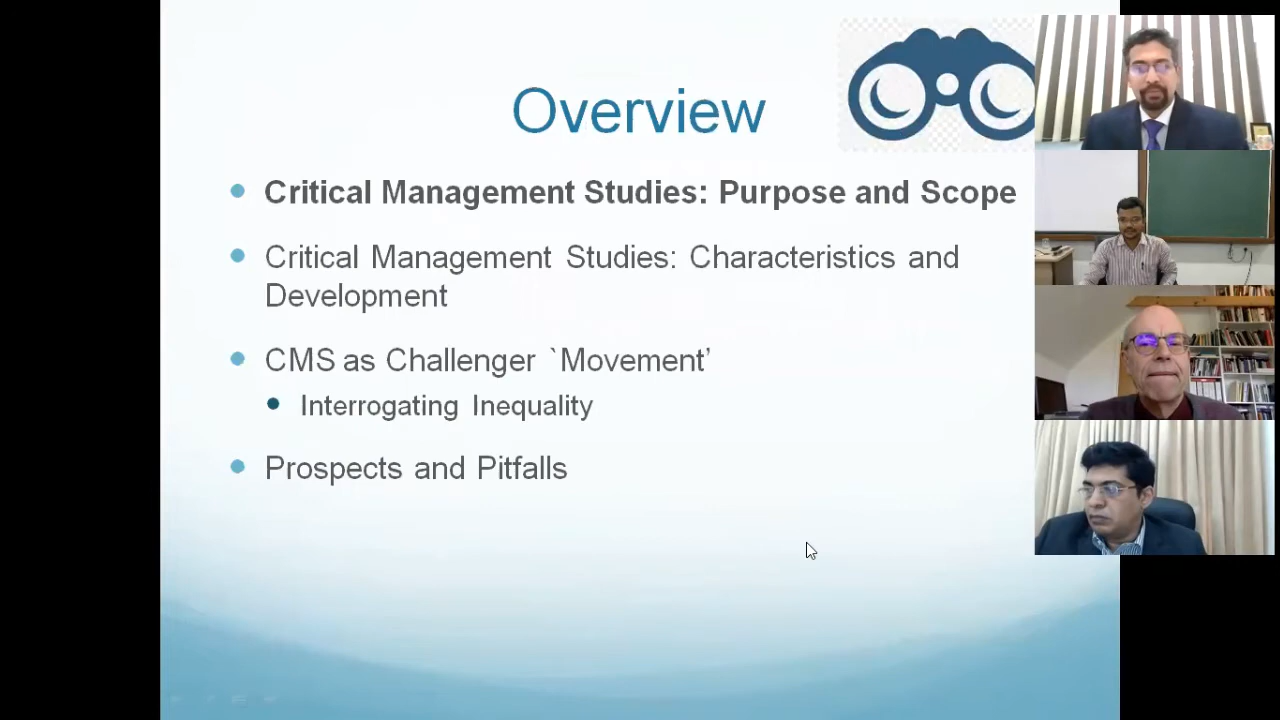 Overview
Critical Management Studies: Purpose and Scope
Critical Management Studies: Characteristics and
Development
CMS as Challenger `Movement’
Interrogating Inequality
Prospects and Pitfalls